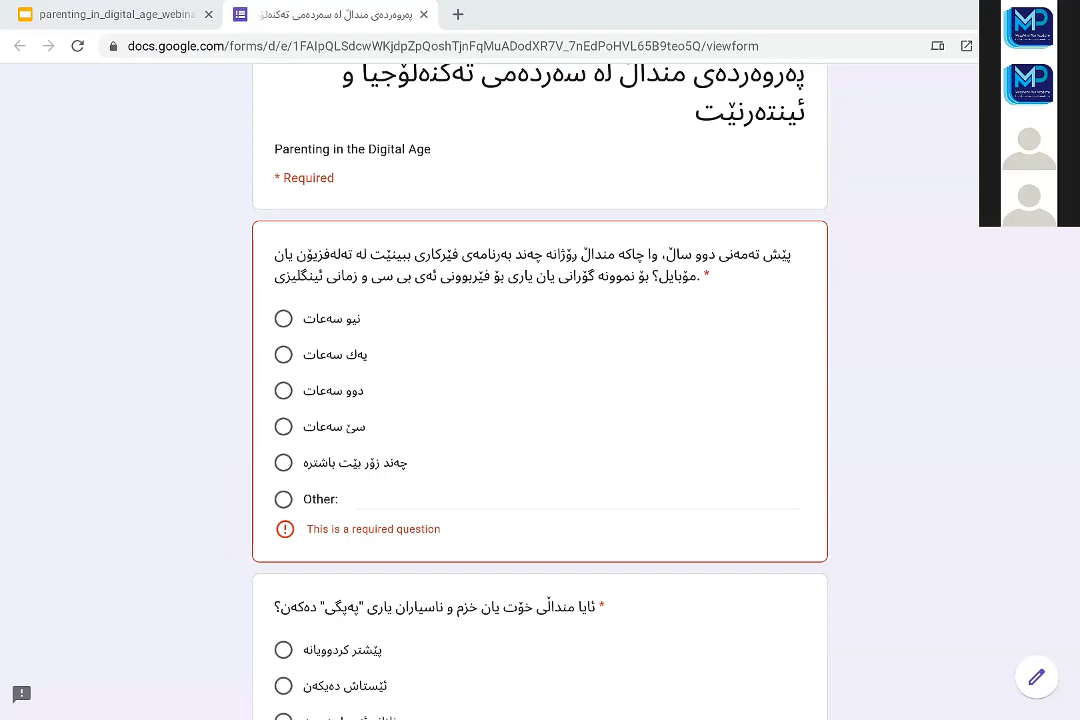 parenting_in_digital_age_webina
پەروەردەی منداڵ لە سەردەمی تەکنەلۆ
docs.google.com/forms/d/e/1FAIpQLSdcwWKjdpZpQoshTjnFqMuADodXR7V_7nEdPoHVL65B9teo5Q/viewform
MP
MP
پەروەردەی منداڵ لە سەردەمی تەکنەلۆجیا و
ئینتەرنێت
Parenting in the Digital Age
* Required
پێش تەمەنی دوو ساڵ، وا چاکە منداڵ رۆژانە چەند بەرنامەی فێرکاری ببینێت لە تەلەفزیۆن یان
مۆبایل؟ بۆ نموونە گۆرانی یان یاری بۆ فێربوونی ئەی بی سی و زمانی ئینگلیزی. *
نیو سەعات
یەك سەعات
دوو سەعات
سێ سەعات
چەند زۆر بێت باشترە
Other:
This is a required question
ئایا منداڵی خۆت یان خزم و ناسیاران یاری "پەپگی" دەکەن؟ *
پێشتر کردوویانە
ئێستاش دەیکەن